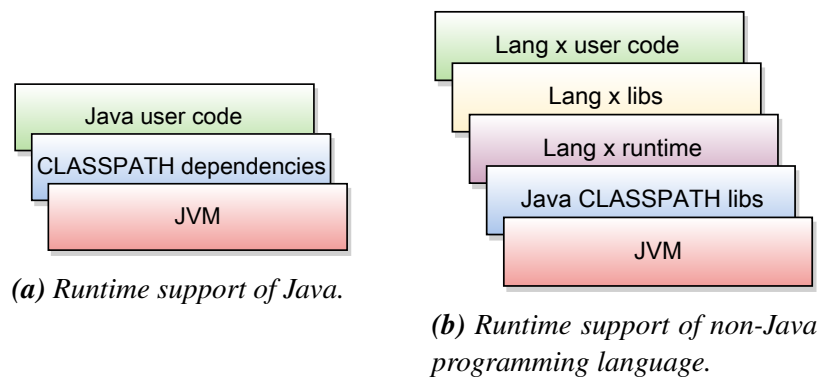 Java user code
CLASSPATH dependencies
JVM
(a) Runtime support of Java.
Lang x user code
Lang x libs
Lang x runtime
Java CLASSPATH libs
JVM
(b) Runtime support of non-Java
programming language.